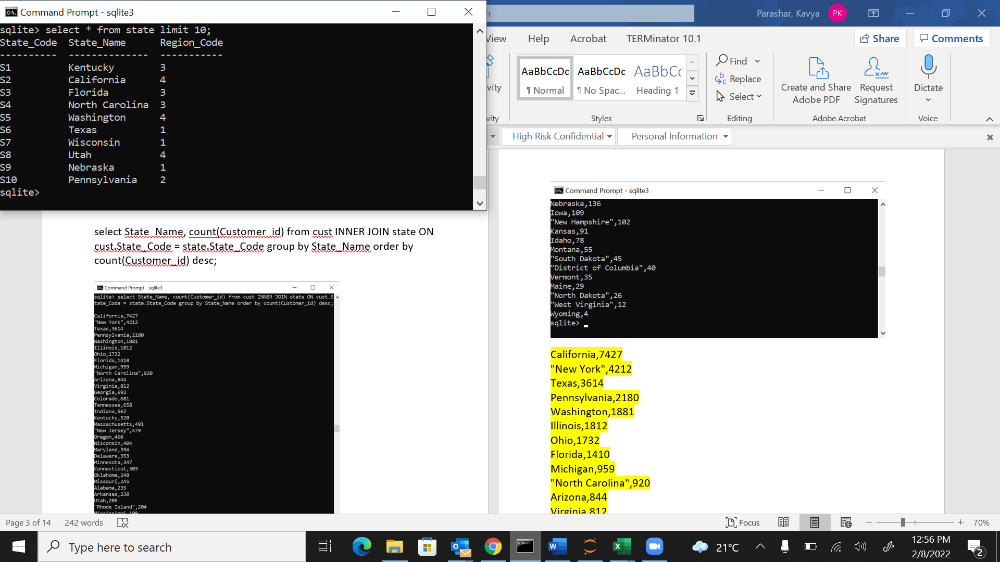 Command Prompt - sqlite3
sqlite> select * from state limit 10;
State_Code State_Name Region_Code
---------- -------------- -----------
S1 Kentucky 3
S2 California 4
S3 Florida 3
S4 North Carolina 3
S5 Washington 4
S6 Texas 1
S7 Wisconsin 1
S8 Utah 4
S9 Nebraska 1
S10 Pennsylvania 2
sqlite>
Parashar, Kavya PK
View Help Acrobat TERMinator 10.1 Share Comments
AaBbCcDc AaBbCcDc AaBbCc
¶ Normal ¶ No Spac... Heading 1
Find
Replace
Select
Create and Share
Adobe PDF
Request
Signatures
Dictate
Styles Editing Adobe Acrobat Voice
High Risk Confidential Personal Information
select State_Name, count(Customer_id) from cust INNER JOIN state ON
cust.State_Code = state.State_Code group by State_Name order by
count(Customer_id) desc;
Command Prompt - sqlite3
sqlite> select State_Name, count(Customer_id) from cust INNER JOIN state ON cust.S
tate_Code = state.State_Code group by State_Name order by count(Customer_id) desc;
California,7427
"New York",4212
Texas,3614
Pennsylvania,2180
Washington,1881
Illinois,1812
Ohio,1732
Florida,1410
Michigan,959
"North Carolina",920
Arizona,844
Virginia,812
Georgia,692
Colorado,681
Tennessee,658
Indiana,562
Kentucky,520
Massachusetts,491
"New Jersey",479
Oregon,460
Wisconsin,404
Maryland,394
Delaware,353
Minnesota,347
Connecticut,303
Oklahoma,248
Missouri,245
Alabama,235
Arkansas,230
Utah,205
"Rhode Island",204
Command Prompt - sqlite3
Nebraska,136
Iowa,109
"New Hampshire",102
Kansas,91
Idaho,78
Montana,55
"South Dakota",45
"District of Columbia",40
Vermont,35
Maine,29
"North Dakota",26
"West Virginia",12
Wyoming,4
sqlite>
California,7427
"New York",4212
Texas,3614
Pennsylvania,2180
Washington,1881
Illinois,1812
Ohio,1732
Florida,1410
Michigan,959
"North Carolina",920
Arizona,844
Virginia,812
Page 3 of 14 242 words Focus 70%
Type here to search 21°C 12:56 PM
2/8/2022 2